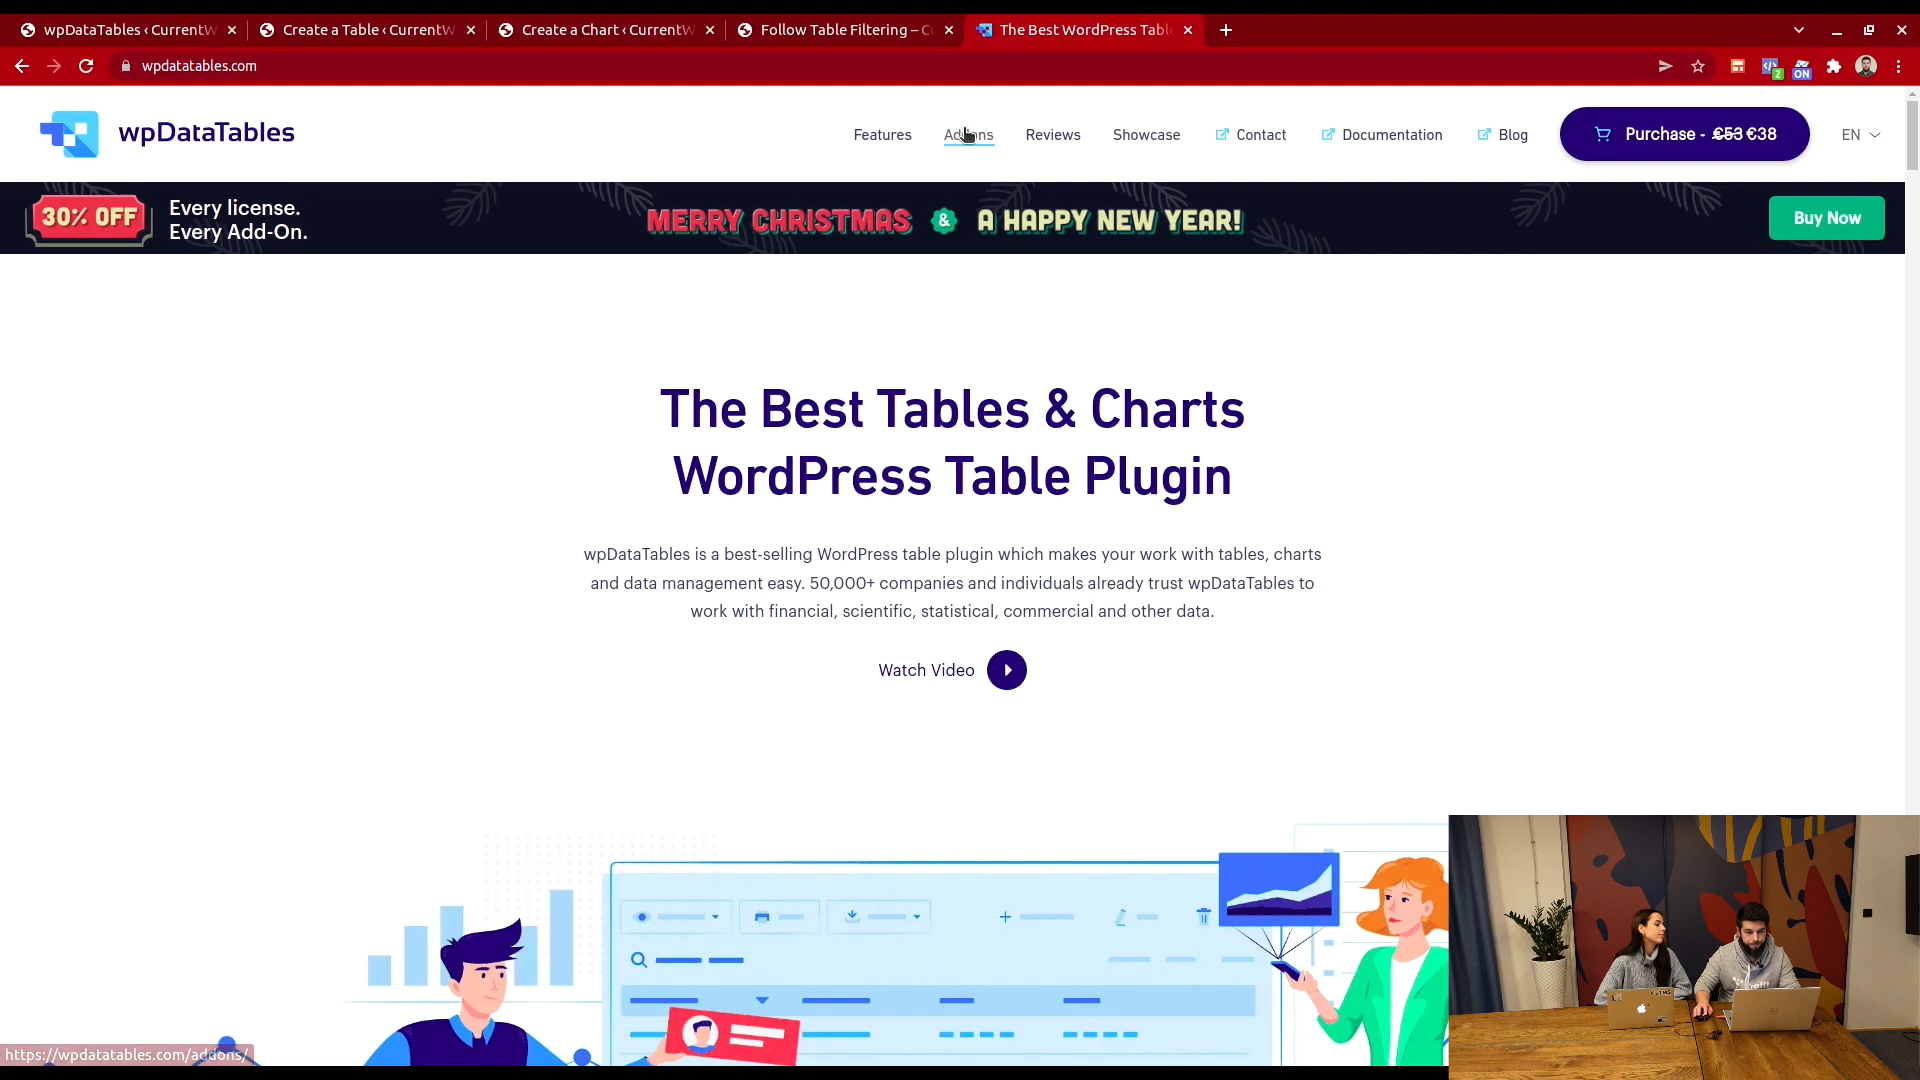 wpDataTables ‹ CurrentW
Create a Table ‹ CurrentW
Create a Chart ‹ CurrentW
Follow Table Filtering – Cu
The Best WordPress Table
wpdatatables.com
2
ON
wpDataTables
Features
Addons
Reviews
Showcase
Contact
Documentation
Blog
Purchase - €53 €38
EN
30% OFF
Every license.
Every Add-On.
MERRY CHRISTMAS & A HAPPY NEW YEAR!
Buy Now
The Best Tables & Charts
WordPress Table Plugin
wpDataTables is a best-selling WordPress table plugin which makes your work with tables, charts
and data management easy. 50,000+ companies and individuals already trust wpDataTables to
work with financial, scientific, statistical, commercial and other data.
Watch Video
https://wpdatatables.com/addons/